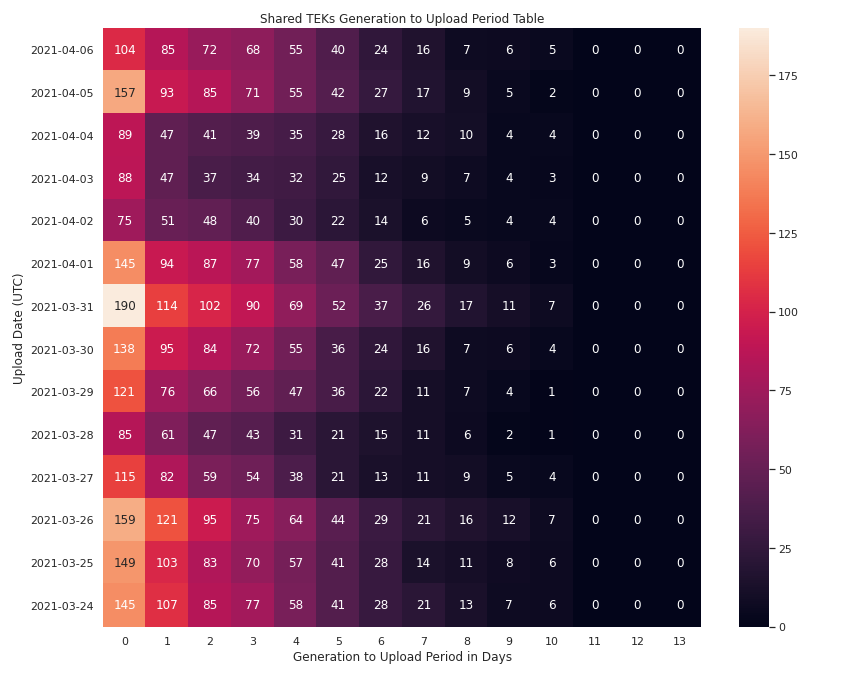 Shared TEKs Generation to Upload Period Table
Upload Date (UTC)
2021-04-06 104 85 72 68 55 40 24 16 7 6 5 0 0 0
2021-04-05 157 93 85 71 55 42 27 17 9 5 2 0 0 0
2021-04-04 89 47 41 39 35 28 16 12 10 4 4 0 0 0
2021-04-03 88 47 37 34 32 25 12 9 7 4 3 0 0 0
2021-04-02 75 51 48 40 30 22 14 6 5 4 4 0 0 0
2021-04-01 145 94 87 77 58 47 25 16 9 6 3 0 0 0
2021-03-31 190 114 102 90 69 52 37 26 17 11 7 0 0 0
2021-03-30 138 95 84 72 55 36 24 16 7 6 4 0 0 0
2021-03-29 121 76 66 56 47 36 22 11 7 4 1 0 0 0
2021-03-28 85 61 47 43 31 21 15 11 6 2 1 0 0 0
2021-03-27 115 82 59 54 38 21 13 11 9 5 4 0 0 0
2021-03-26 159 121 95 75 64 44 29 21 16 12 7 0 0 0
2021-03-25 149 103 83 70 57 41 28 14 11 8 6 0 0 0
2021-03-24 145 107 85 77 58 41 28 21 13 7 6 0 0 0
0 1 2 3 4 5 6 7 8 9 10 11 12 13
Generation to Upload Period in Days
175
150
125
100
75
50
25
0